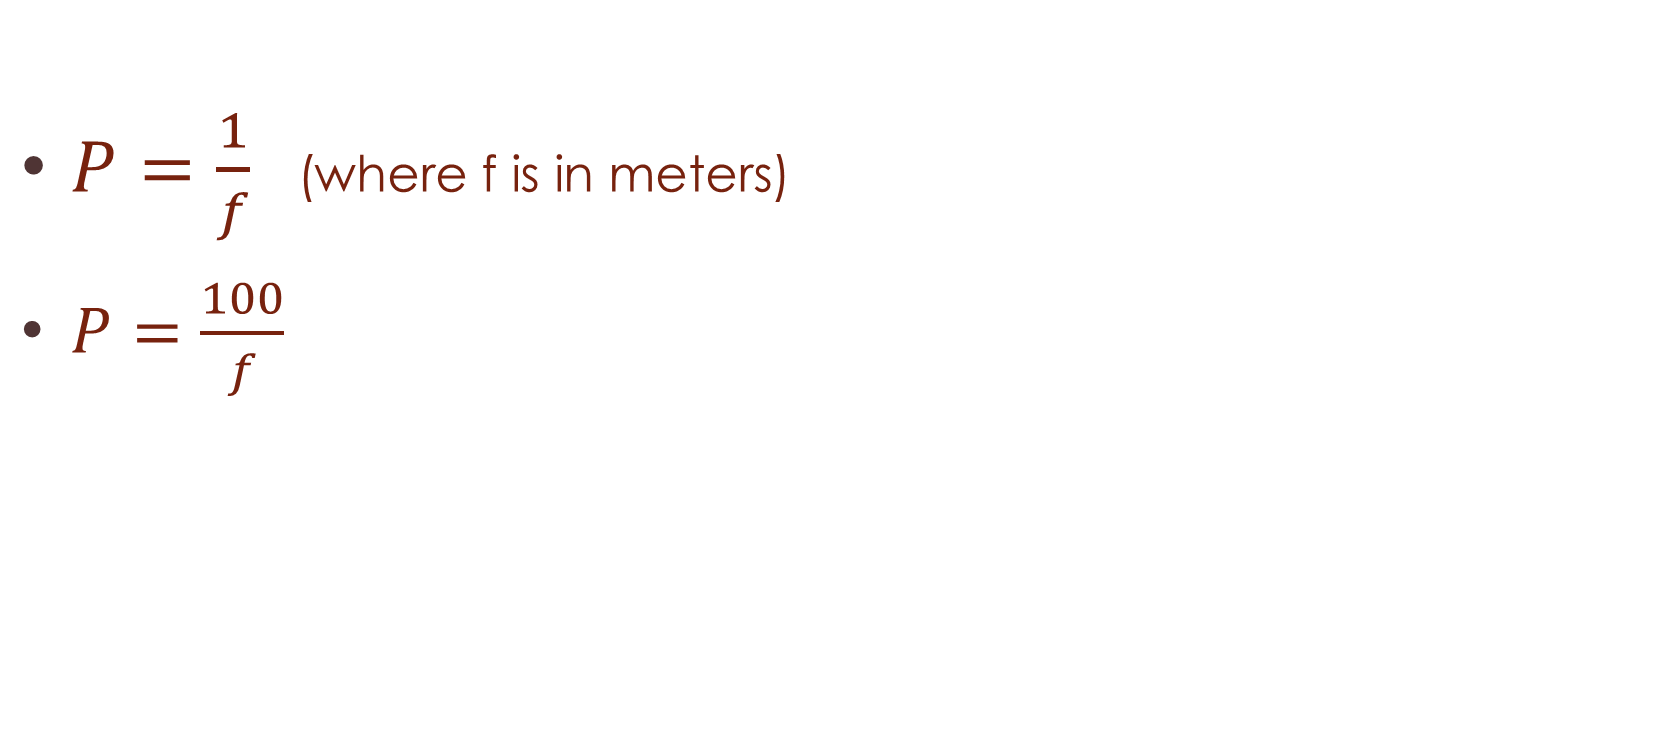 • P = 1/f (where f is in meters)
• P = 100/f